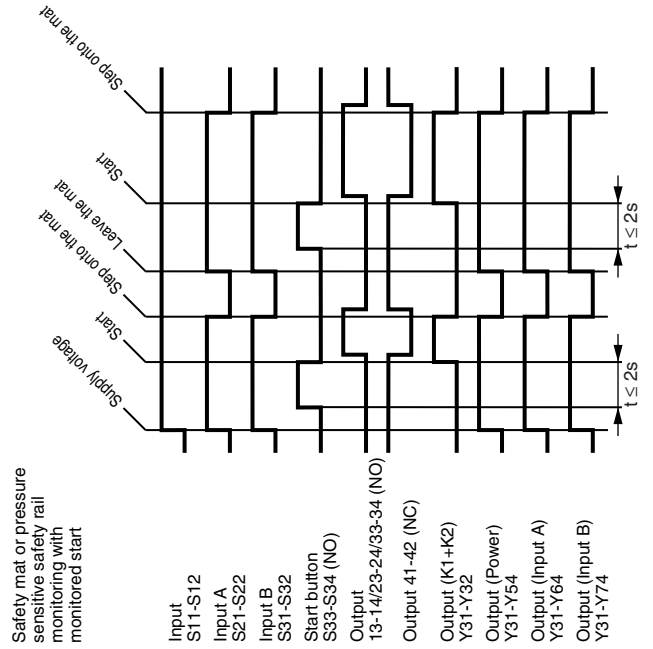 Safety mat or pressure
sensitive safety rail
monitoring with
monitored start
Supply voltage
Start
Step onto the mat
Leave the mat
Start
Step onto the mat
Input
S11-S12
Input A
S21-S22
Input B
S31-S32
Start button
S33-S34 (NO)
Output
13-14/23-24/33-34 (NO)
Output 41-42 (NC)
Output (K1+K2)
Y31-Y32
Output (Power)
Y31-Y54
Output (Input A)
Y31-Y64
Output (Input B)
Y31-Y74
t ≤ 2s
t ≤ 2s